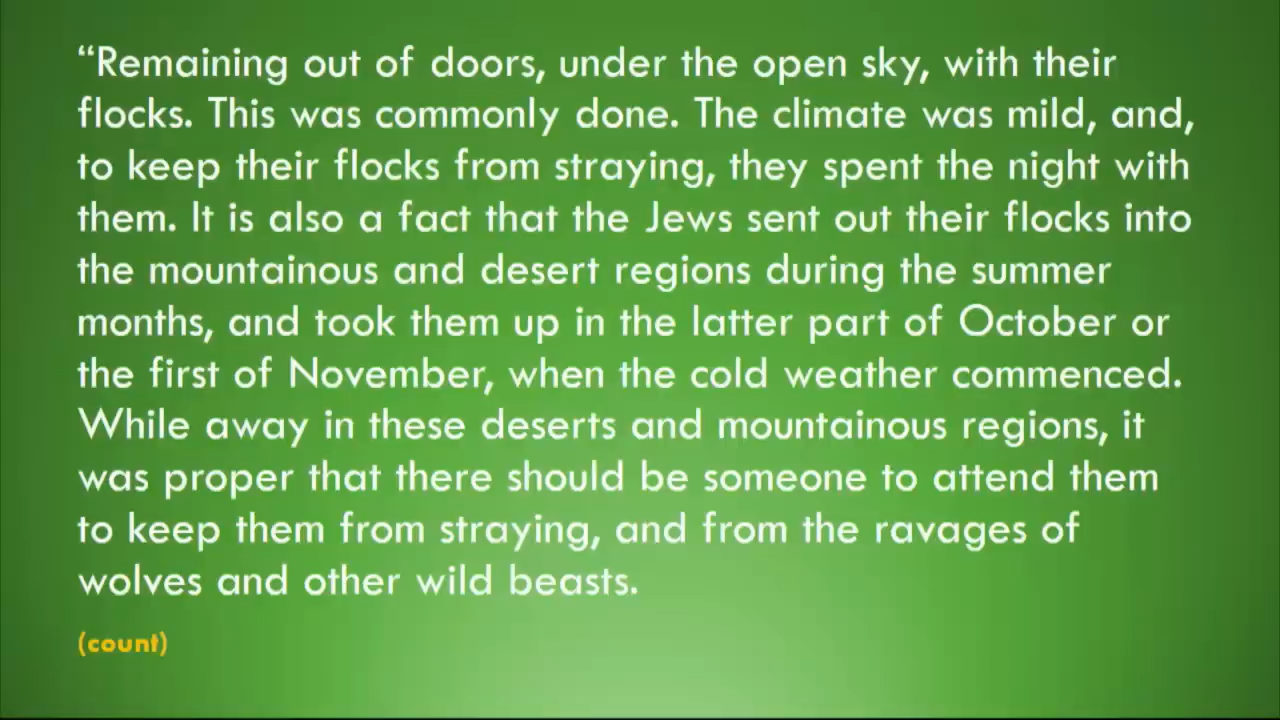 “Remaining out of doors, under the open sky, with their
flocks. This was commonly done. The climate was mild, and,
to keep their flocks from straying, they spent the night with
them. It is also a fact that the Jews sent out their flocks into
the mountainous and desert regions during the summer
months, and took them up in the latter part of October or
the first of November, when the cold weather commenced.
While away in these deserts and mountainous regions, it
was proper that there should be someone to attend them
to keep them from straying, and from the ravages of
wolves and other wild beasts.
(count)